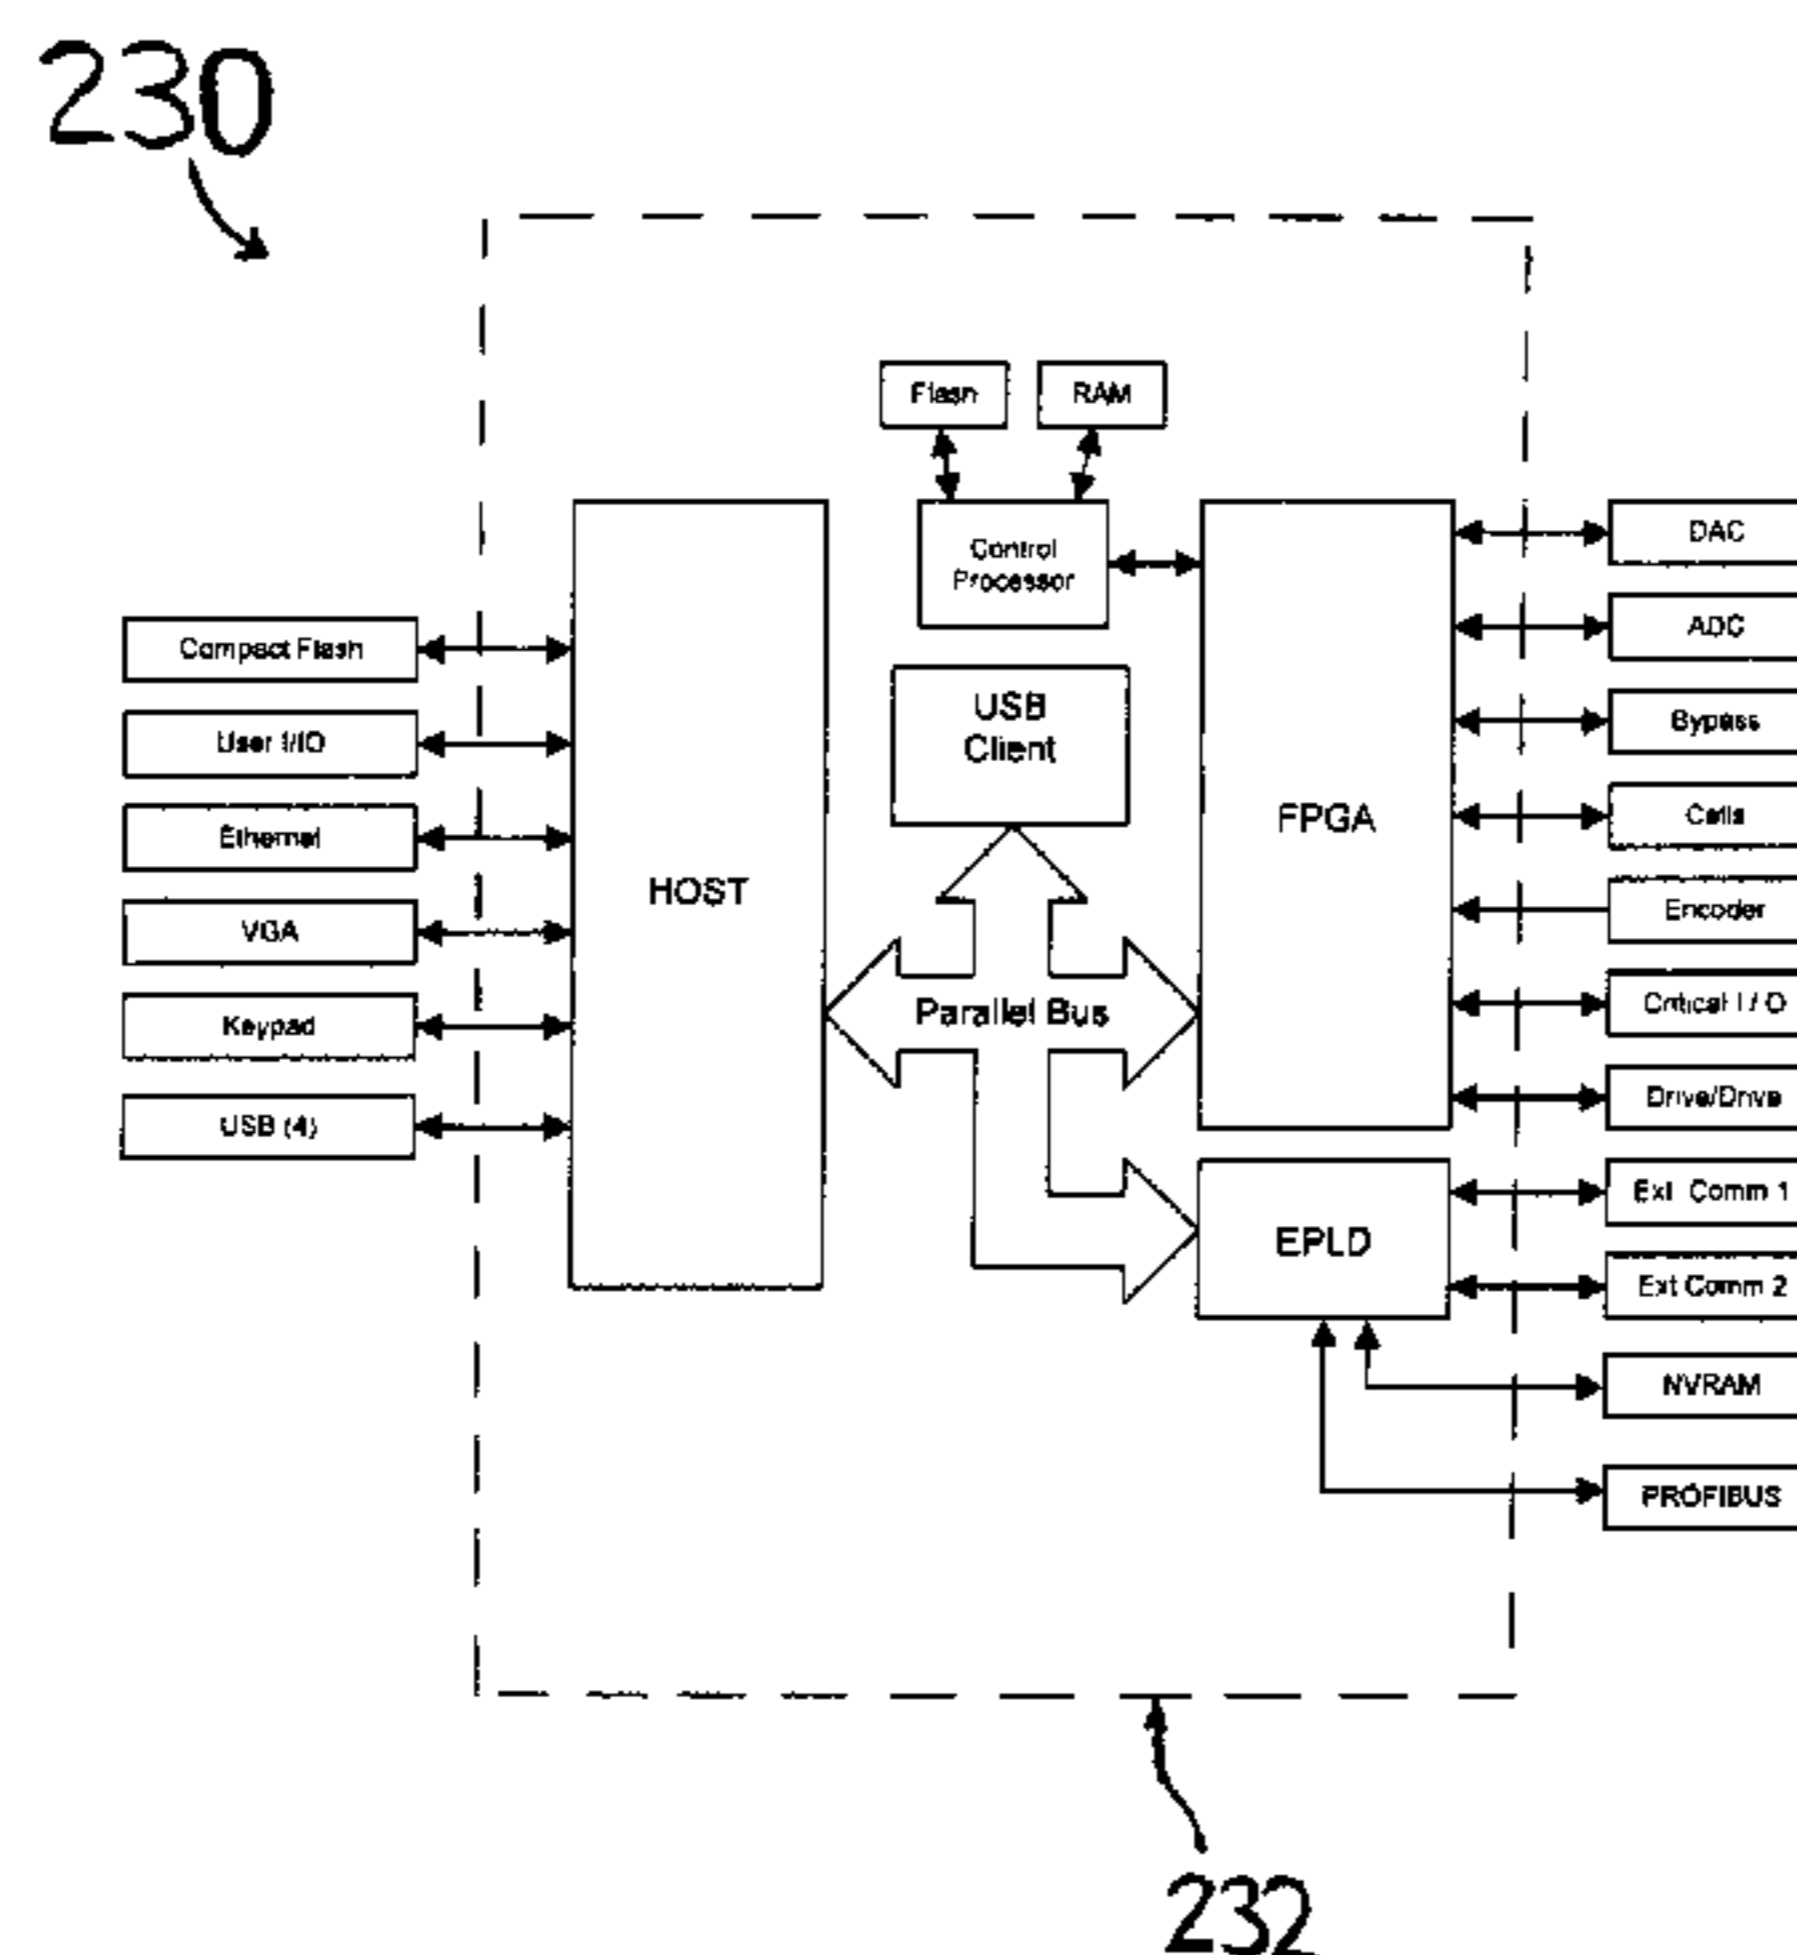 230
Flash
RAM
Control
Processor
DAC
ADC
Compact Flash
User I/IO
USB
Client
Bypass
Ethernet
FPGA
Cells
VGA
HOST
Encoder
Keypad
Parallel Bus
Critical I / O
USB (4)
Drive/Drive
Ext Comm 1
EPLD
Ext Comm 2
NVRAM
PROFIBUS
232